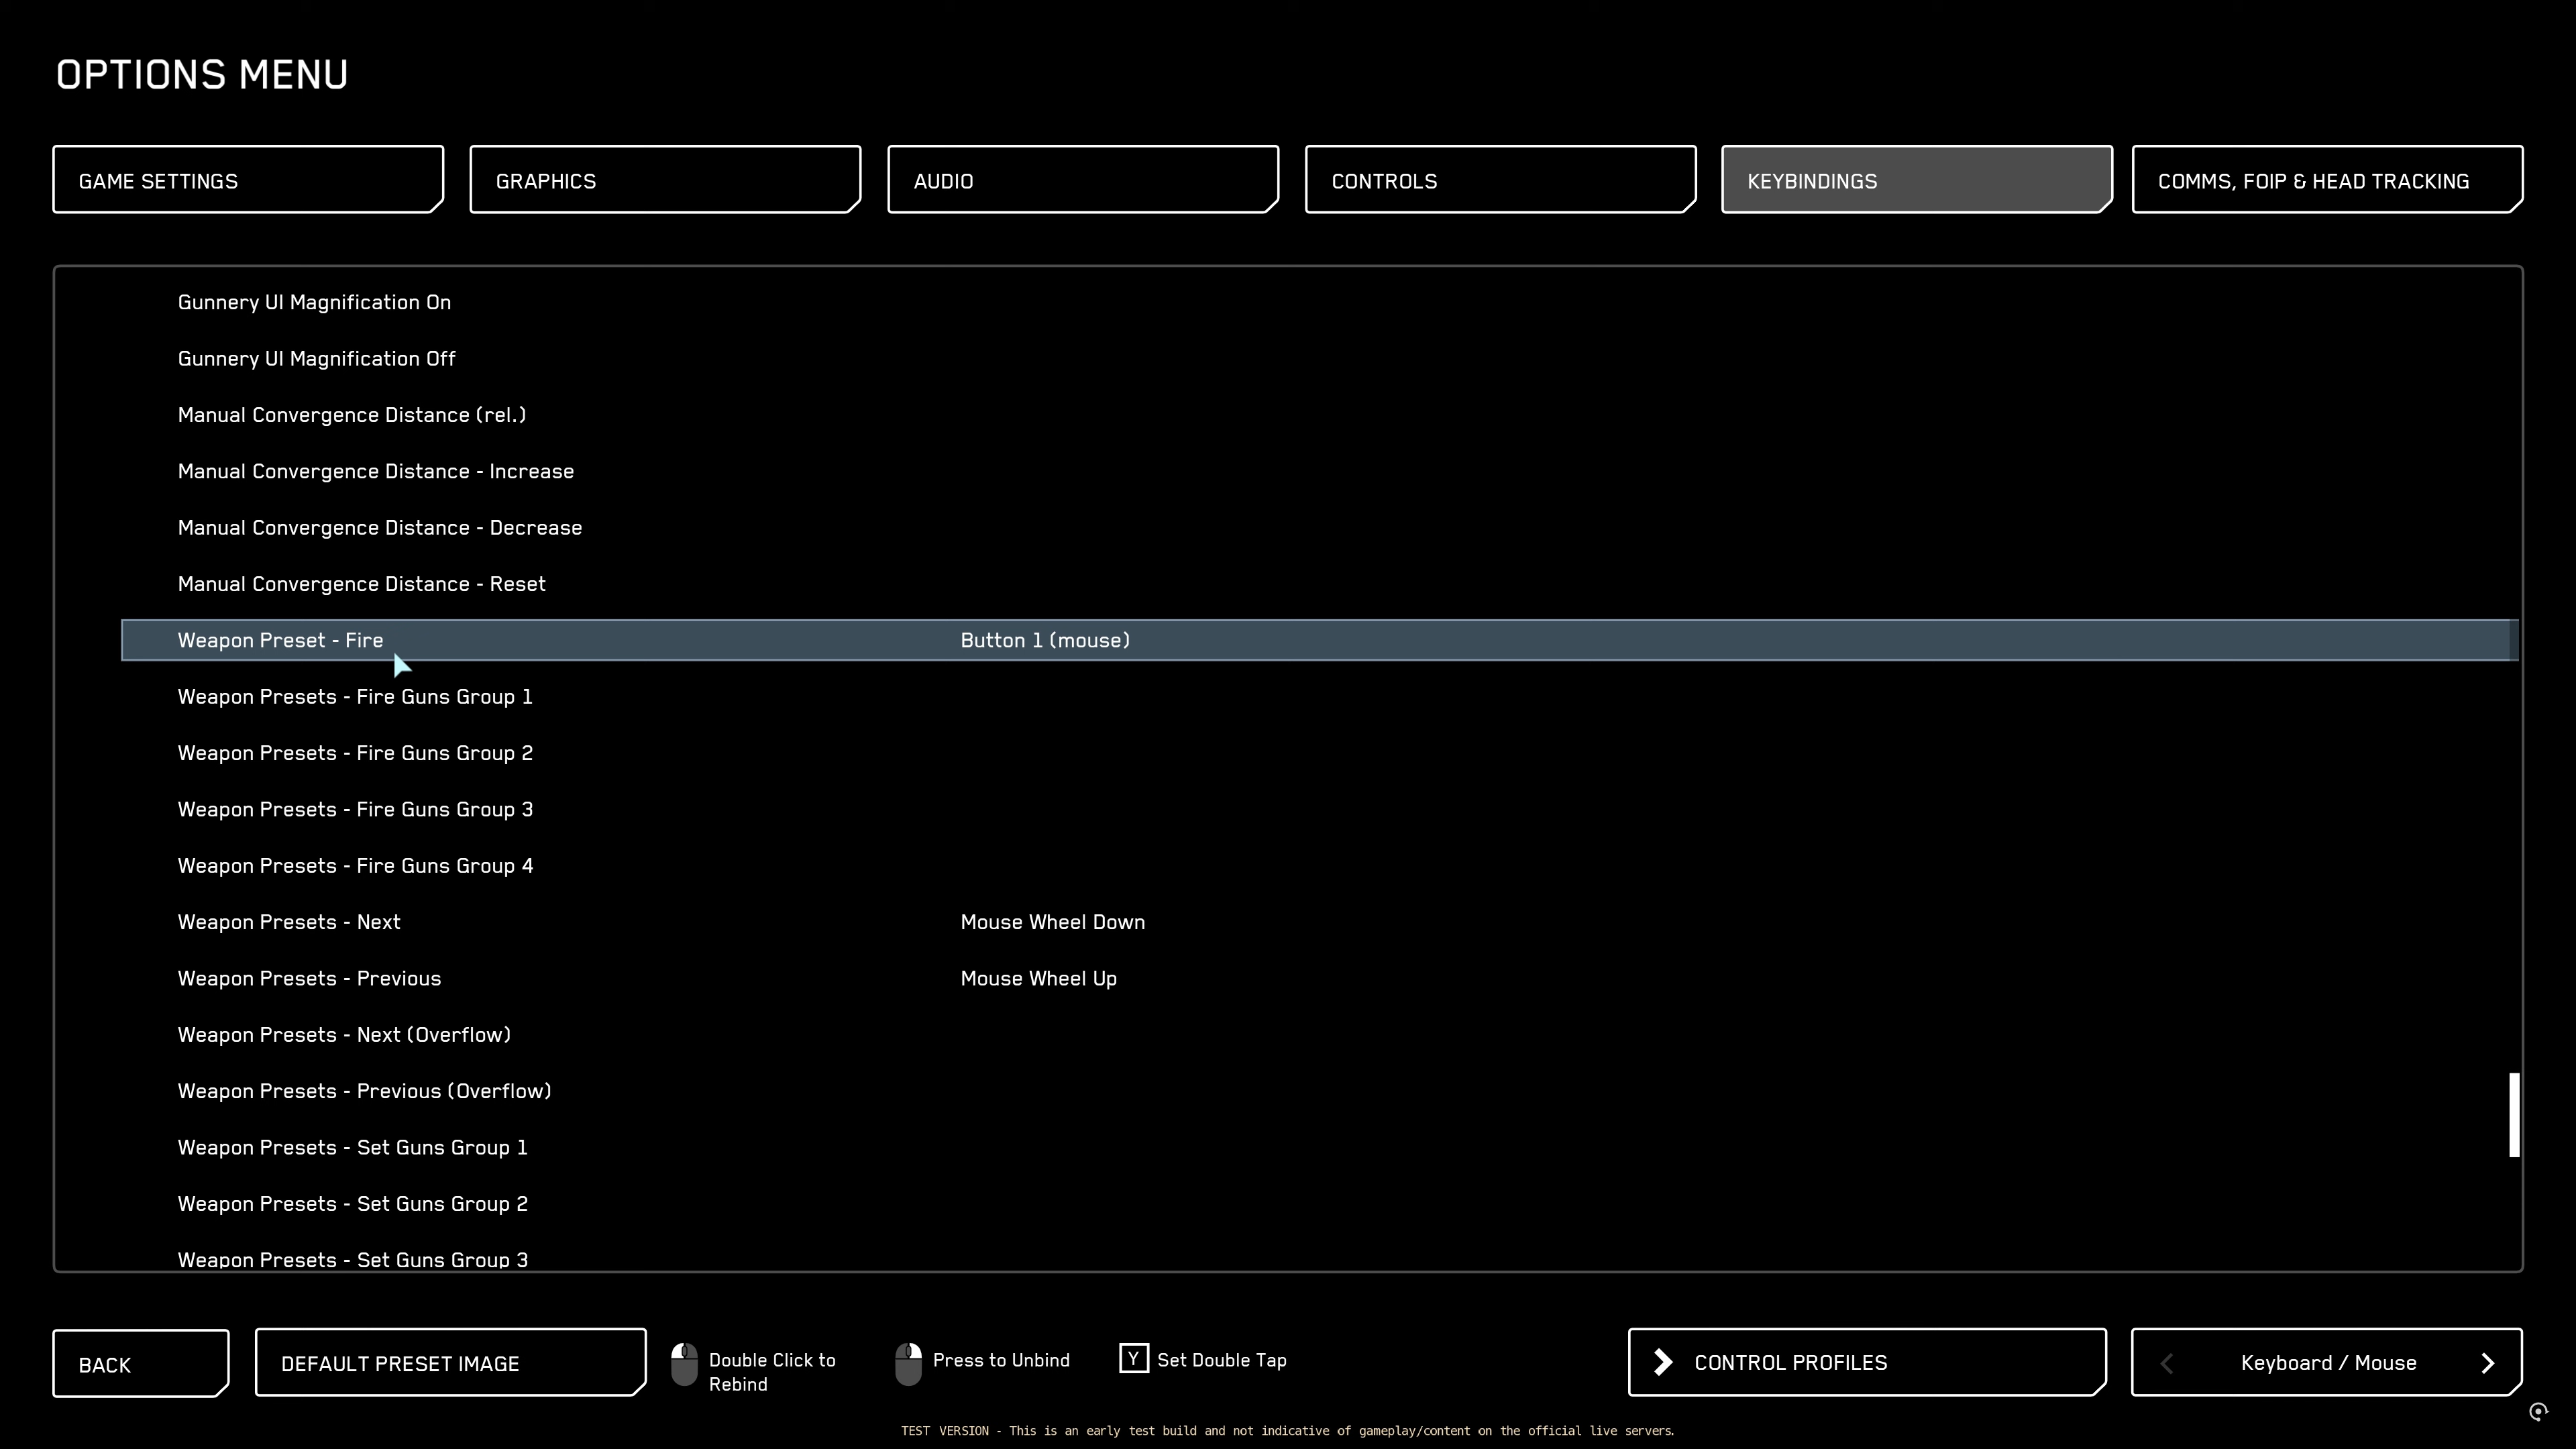 OPTIONS MENU
GAME SETTINGS
GRAPHICS
AUDIO
CONTROLS
KEYBINDINGS
COMMS, FOIP & HEAD TRACKING
Gunnery UI Magnification On
Gunnery UI Magnification Off
Manual Convergence Distance (rel.)
Manual Convergence Distance - Increase
Manual Convergence Distance - Decrease
Manual Convergence Distance - Reset
Weapon Preset - Fire Button 1 (mouse)
Weapon Presets - Fire Guns Group 1
Weapon Presets - Fire Guns Group 2
Weapon Presets - Fire Guns Group 3
Weapon Presets - Fire Guns Group 4
Weapon Presets - Next Mouse Wheel Down
Weapon Presets - Previous Mouse Wheel Up
Weapon Presets - Next (Overflow)
Weapon Presets - Previous (Overflow)
Weapon Presets - Set Guns Group 1
Weapon Presets - Set Guns Group 2
Weapon Presets - Set Guns Group 3
BACK
DEFAULT PRESET IMAGE
Double Click to
Rebind
Press to Unbind
Y Set Double Tap
CONTROL PROFILES
Keyboard / Mouse
TEST VERSION - This is an early test build and not indicative of gameplay/content on the official live servers.